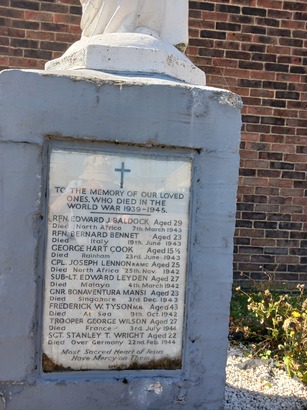 TO THE MEMORY OF OUR LOVED
ONES, WHO DIED IN THE
WORLD WAR 1939-1945.
RFN. EDWARD J. BALDOCK Aged 29
Died North Africa 7th March 1943
RFN. BERNARD BENNET Aged 23
Died Italy 19th. June 1943
GEORGE HART COOK Aged 15½
Died Rainham 23rd. June 1943
CPL. JOSEPH LENNON R.A.M.C. Aged 25
Died North Africa 25th. Nov. 1942
SUB-LT. EDWARD LEYDEN Aged 27
Died Malaya 4th. March 1942
GNR BONAVENTURA MANSI Aged 23
Died Singapore 3rd Dec. 1943
FREDERICK W. TYSON M.N. Aged 43
Died At Sea 9th. Oct. 1942
TROOPER GEORGE WILSON Aged 27
Died France 3rd. July 1944
SGT. STANLEY T. WRIGHT Aged 22
Died Over Germany 22nd. Feb. 1944
Most Sacred Heart of Jesus
Have Mercy on Them